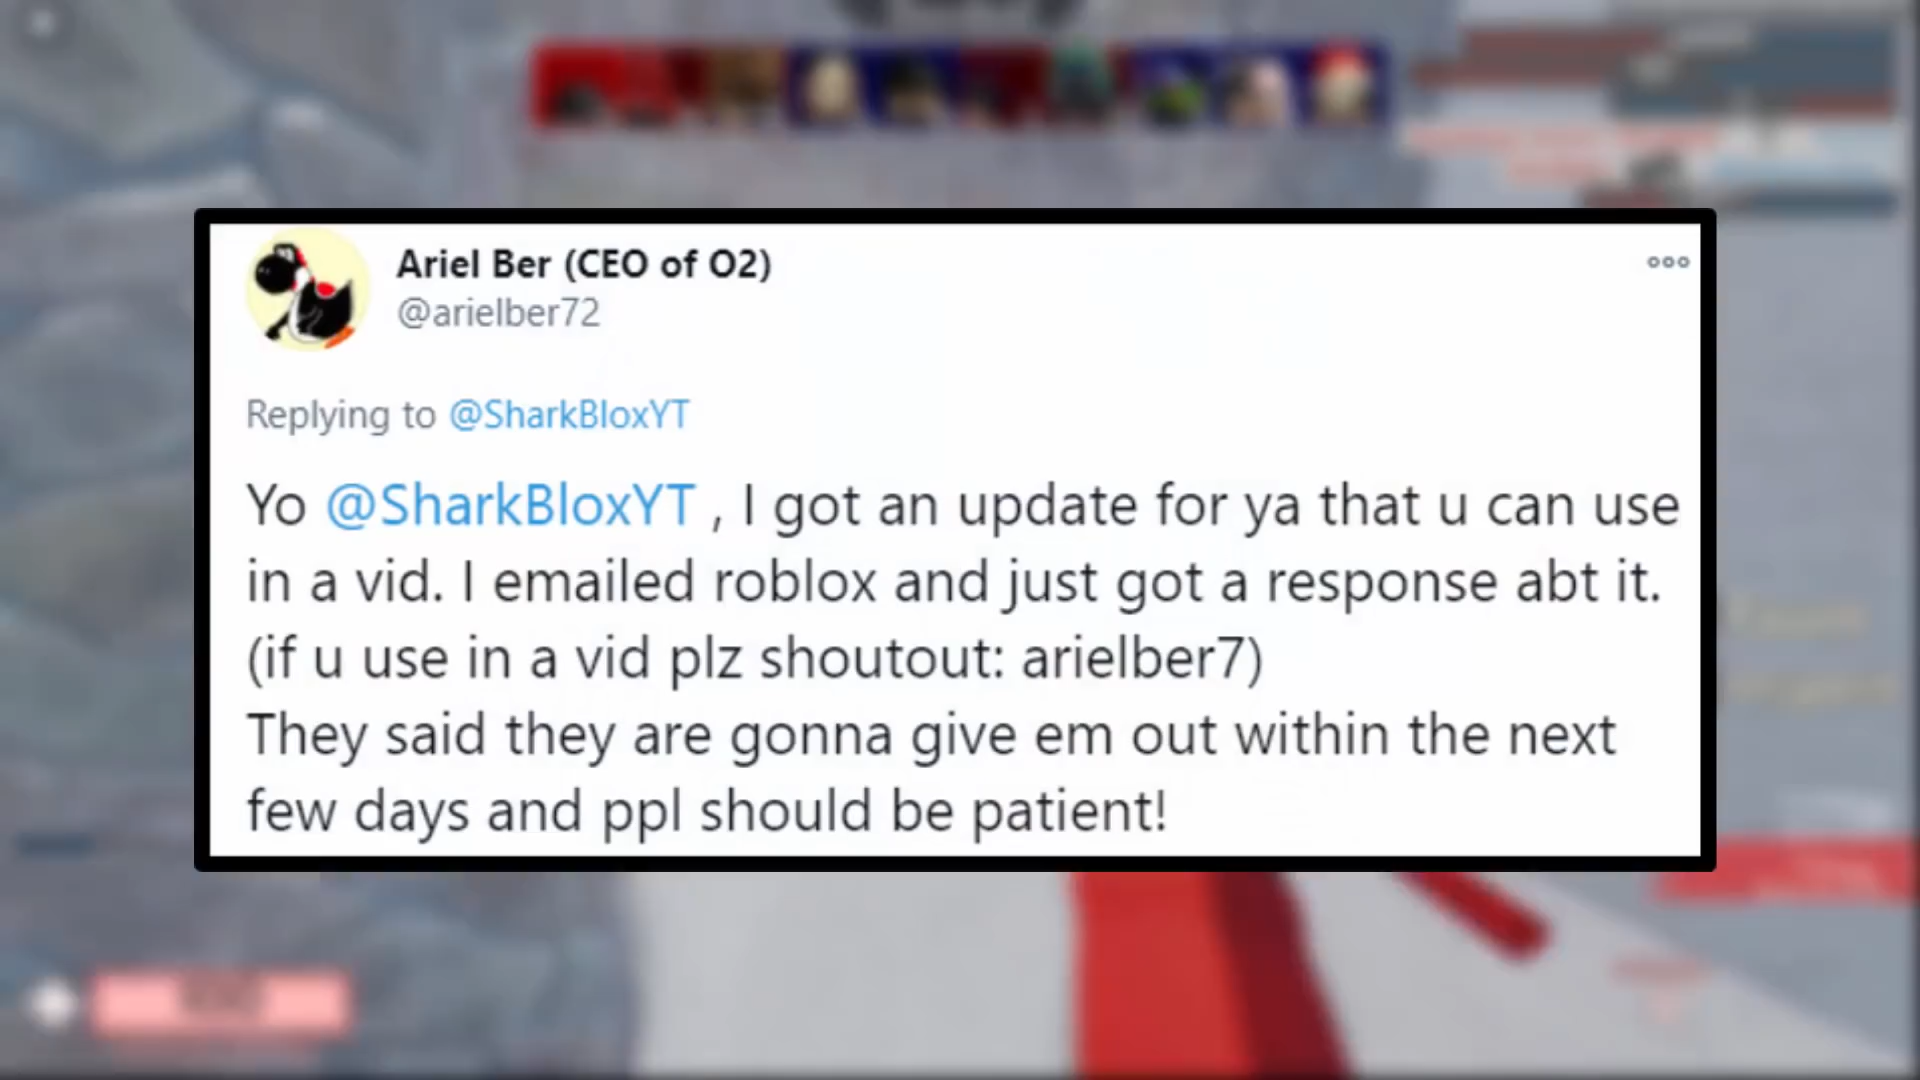 Ariel Ber (CEO of O2)
@arielber72
Replying to @SharkBloxYT
Yo @SharkBloxYT , I got an update for ya that u can use
in a vid. I emailed roblox and just got a response abt it.
(if u use in a vid plz shoutout: arielber7)
They said they are gonna give em out within the next
few days and ppl should be patient!